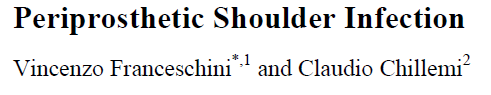 Periprosthetic Shoulder Infection
Vincenzo Franceschini*,1 and Claudio Chillemi2